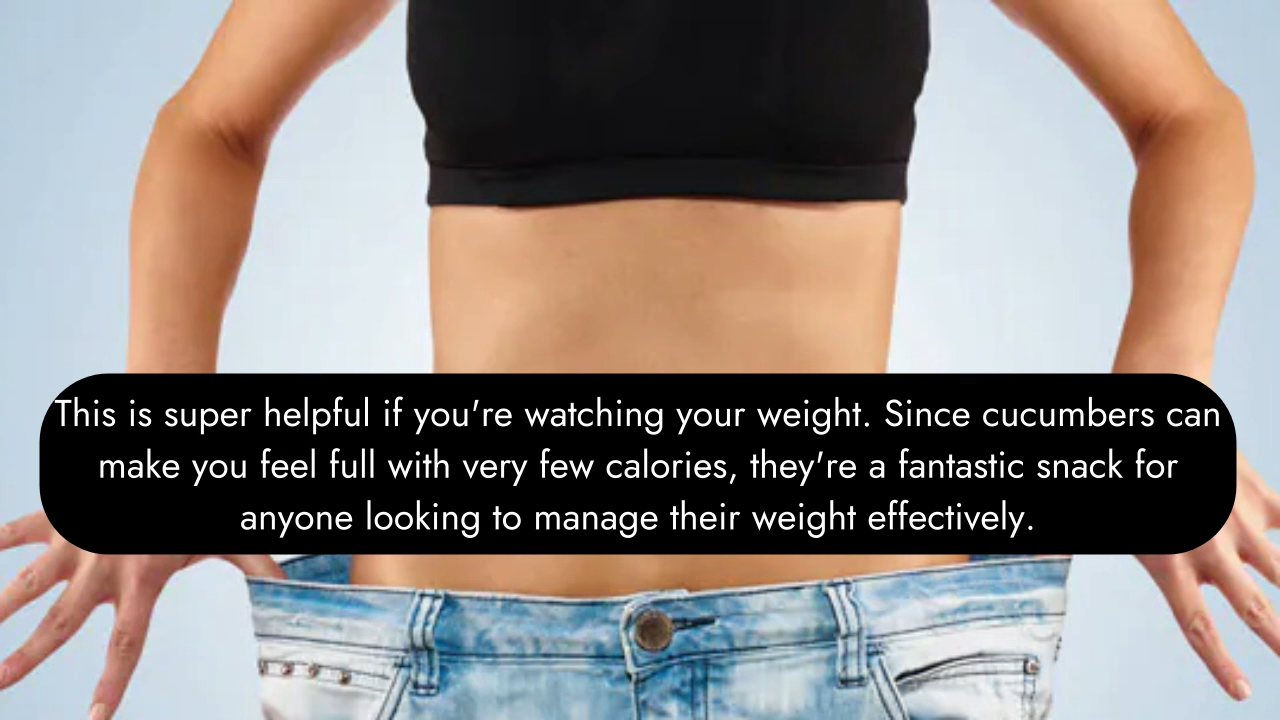 This is super helpful if you're watching your weight. Since cucumbers can
make you feel full with very few calories, they're a fantastic snack for
anyone looking to manage their weight effectively.